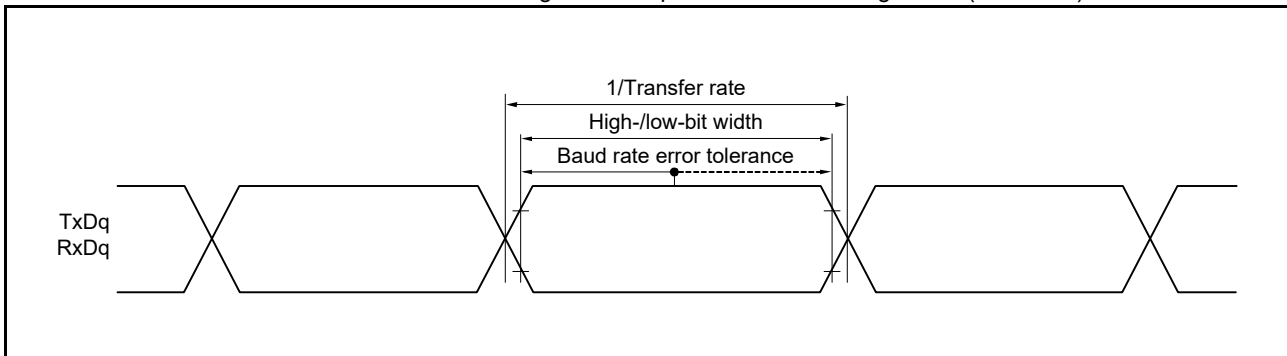 1/Transfer rate
High-/low-bit width
Baud rate error tolerance
TxDq
RxDq